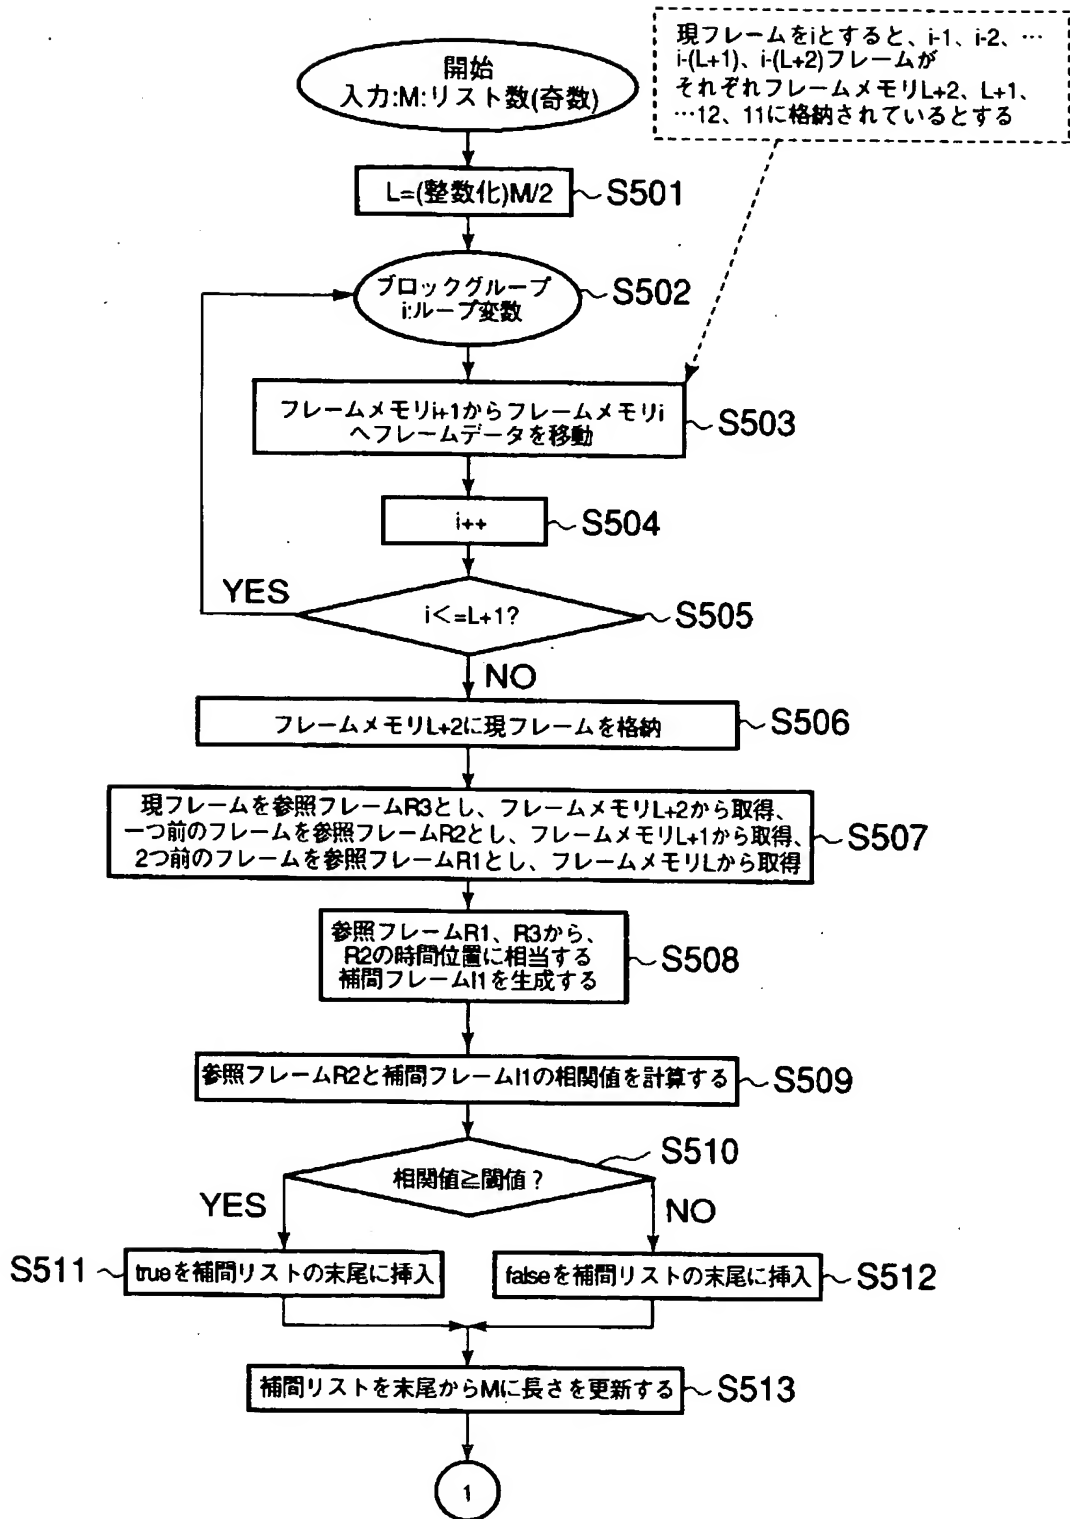 現フレームをiとすると、i-1、i-2、…
i-(L+1)、i-(L+2)フレームが
それぞれフレームメモリL+2、L+1、
…12、11に格納されているとする
開始
入力:M:リスト数(奇数)
L=(整数化)M/2
S501
ブロックグループ
i:ループ変数
S502
フレームメモリi+1からフレームメモリi
へフレームデータを移動
S503
i++
S504
YES
i<=L+1?
S505
NO
フレームメモリL+2に現フレームを格納
S506
現フレームを参照フレームR3とし、フレームメモリL+2から取得、
一つ前のフレームを参照フレームR2とし、フレームメモリL+1から取得、
2つ前のフレームを参照フレームR1とし、フレームメモリLから取得
S507
参照フレームR1、R3から、
R2の時間位置に相当する
補間フレームI1を生成する
S508
参照フレームR2と補間フレームI1の相関値を計算する
S509
S510
相関値≧閾値?
YES
NO
S511
trueを補間リストの末尾に挿入
falseを補間リストの末尾に挿入
S512
補間リストを末尾からMに長さを更新する
S513
1